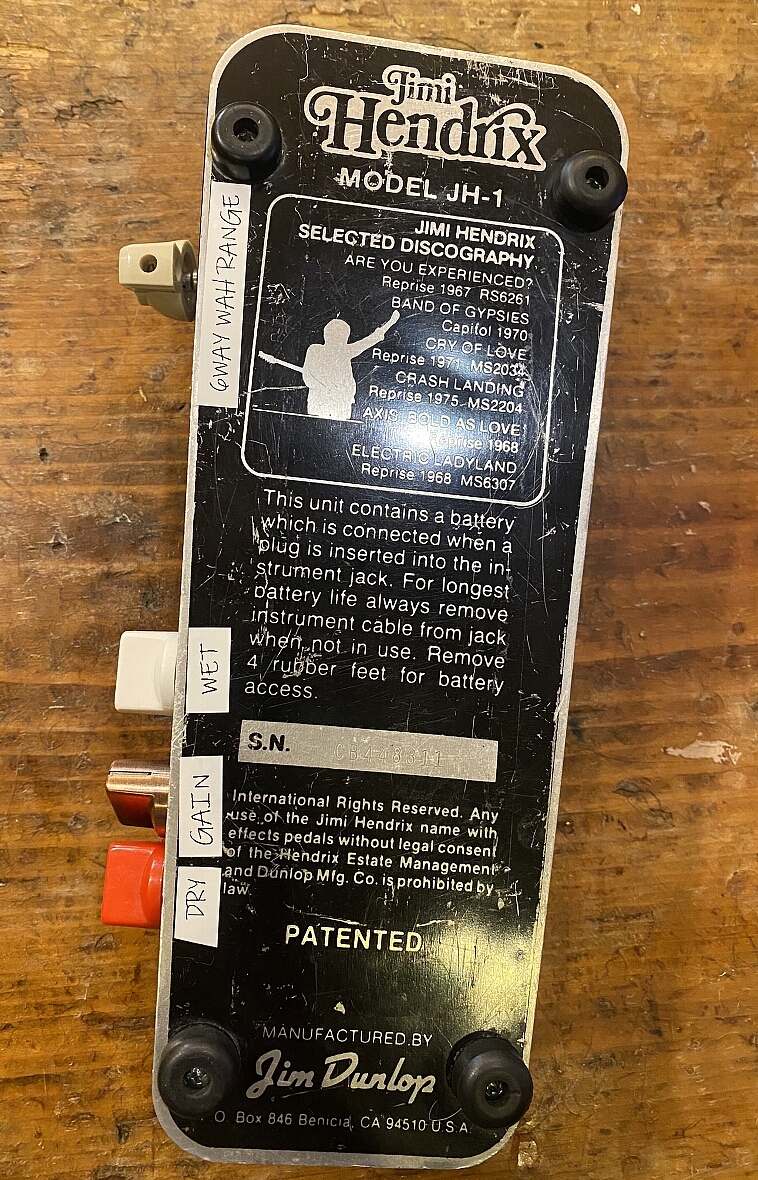 Jimi
Hendrix
MODEL JH-1
6WAY WAH RANGE
JIMI HENDRIX
SELECTED DISCOGRAPHY
ARE YOU EXPERIENCED?
Reprise 1967 RS6261
BAND OF GYPSIES
Capitol 1970
CRY OF LOVE
Reprise 1971 MS2034
CRASH LANDING
Reprise 1975 MS2204
AXIS: BOLD AS LOVE
Reprise 1968
ELECTRIC LADYLAND
Reprise 1968 MS6307
This unit contains a battery
which is connected when a
plug is inserted into the in-
strument jack. For longest
battery life always remove
instrument cable from jack
when not in use. Remove
4 rubber feet for battery
access.
WET
S.N. CB448311
GAIN
International Rights Reserved. Any
use of the Jimi Hendrix name with
effects pedals without legal consent
of the Hendrix Estate Management
and Dunlop Mfg. Co. is prohibited by
law.
DRY
PATENTED
MANUFACTURED BY
Jim Dunlop
O. Box 846 Benicia, CA 94510 U.S.A.